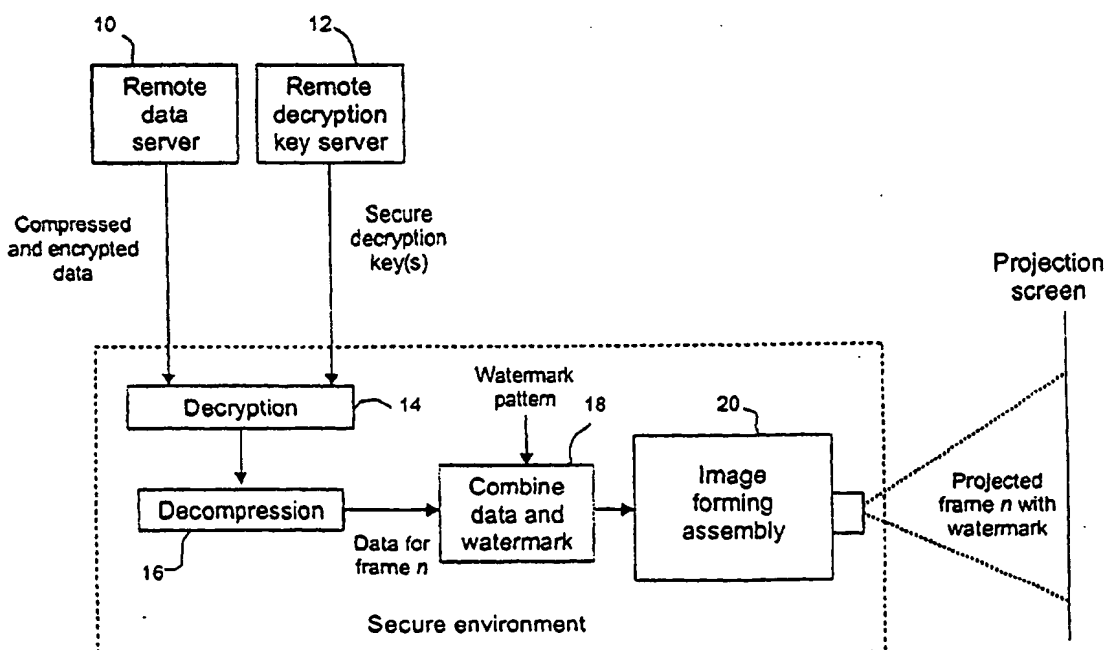 10
12
Remote
data
server
Remote
decryption
key server
Compressed
and encrypted
data
Secure
decryption
key(s)
Projection
screen
Decryption
14
Watermark
pattern
18
20
Decompression
16
Data for
frame n
Combine
data and
watermark
Image
forming
assembly
Projected
frame n with
watermark
Secure environment